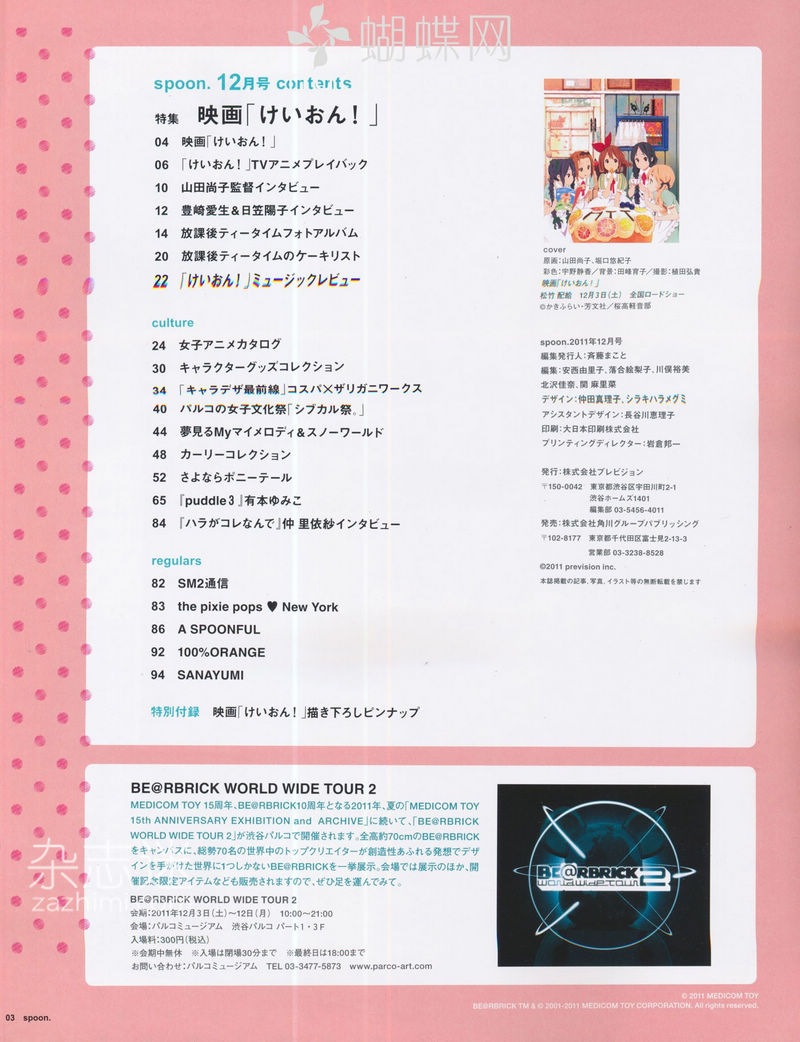 蝴蝶网
spoon. 12月号 contents
特集 映画「けいおん！」
04 映画「けいおん！」
06 「けいおん！」TVアニメプレイバック
10 山田尚子監督インタビュー
12 豊崎愛生＆日笠陽子インタビュー
14 放課後ティータイムフォトアルバム
20 放課後ティータイムのケーキリスト
22 「けいおん！」ミュージックレビュー
culture
24 女子アニメカタログ
30 キャラクターグッズコレクション
34 「キャラデザ最前線」コスパ×ザリガニワークス
40 パルコの女子文化祭「シブカル祭。」
44 夢見るMyマイメロディ＆スノーワールド
48 カーリーコレクション
52 さよならポニーテール
65 『puddle 3』有本ゆみこ
84 『ハラがコレなんで』仲 里依紗インタビュー
regulars
82 SM2通信
83 the pixie pops ♥ New York
86 A SPOONFUL
92 100%ORANGE
94 SANAYUMI
特別付録 映画「けいおん！」描き下ろしピンナップ
cover
原画：山田尚子、堀口悠紀子
彩色：宇野静香／背景：田峰育子／撮影：植田弘貴
映画「けいおん！」
松竹 配給 12月3日（土） 全国ロードショー
©かきふらい・芳文社／桜高軽音部
spoon.2011年12月号
編集発行人：斉藤まこと
編集：安西由里子、落合絵梨子、川俣裕美
北沢佳奈、関 麻里菜
デザイン：仲田真理子、シラキハラメグミ
アシスタントデザイン：長谷川恵理子
印刷：大日本印刷株式会社
プリンティングディレクター：岩倉邦一
発行：株式会社プレビジョン
〒150-0042 東京都渋谷区宇田川町2-1
渋谷ホームズ1401
編集部 03-5456-4011
発売：株式会社角川グループパブリッシング
〒102-8177 東京都千代田区富士見2-13-3
営業部 03-3238-8528
©2011 prevision inc.
本誌掲載の記事、写真、イラスト等の無断転載を禁じます
BE@RBRICK WORLD WIDE TOUR 2
MEDICOM TOY 15周年、BE@RBRICK10周年となる2011年、夏の「MEDICOM TOY
15th ANNIVERSARY EXHIBITION and ARCHIVE」に続いて、「BE@RBRICK
WORLD WIDE TOUR 2」が渋谷パルコで開催されます。全高約70cmのBE@RBRICK
をキャンバスに、総勢70名の世界中のトップクリエイターが創造性あふれる発想でデザ
インを手がけた世界に1つしかないBE@RBRICKを一挙展示。会場では展示のほか、開
催記念限定アイテムなども販売されますので、ぜひ足を運んでみて。
BE@RBRICK WORLD WIDE TOUR 2
会期：2011年12月3日（土）〜12日（月） 10:00〜21:00
会場：パルコミュージアム 渋谷パルコ パート1・3F
入場料：300円（税込）
※会期中無休 ※入場は閉場30分まで ※最終日は18:00まで
お問い合わせ：パルコミュージアム TEL 03-3477-5873 www.parco-art.com
BE@RBRICK
WORLD WIDE TOUR 2
杂志
zazhim
© 2011 MEDICOM TOY
BE@RBRICK TM & © 2001-2011 MEDICOM TOY CORPORATION. All rights reserved.
03 spoon.